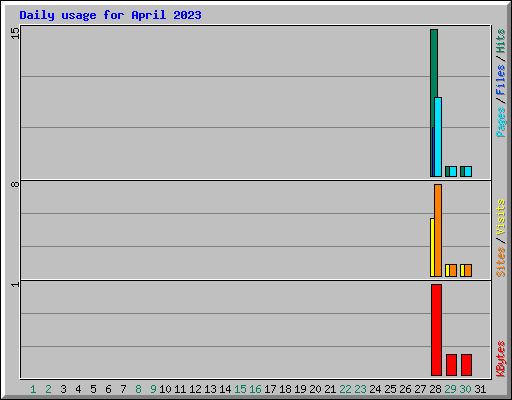 Daily usage for April 2023
15
8
1
Pages / Files / Hits
Sites / Visits
KBytes
1 2 3 4 5 6 7 8 9 10 11 12 13 14 15 16 17 18 19 20 21 22 23 24 25 26 27 28 29 30 31